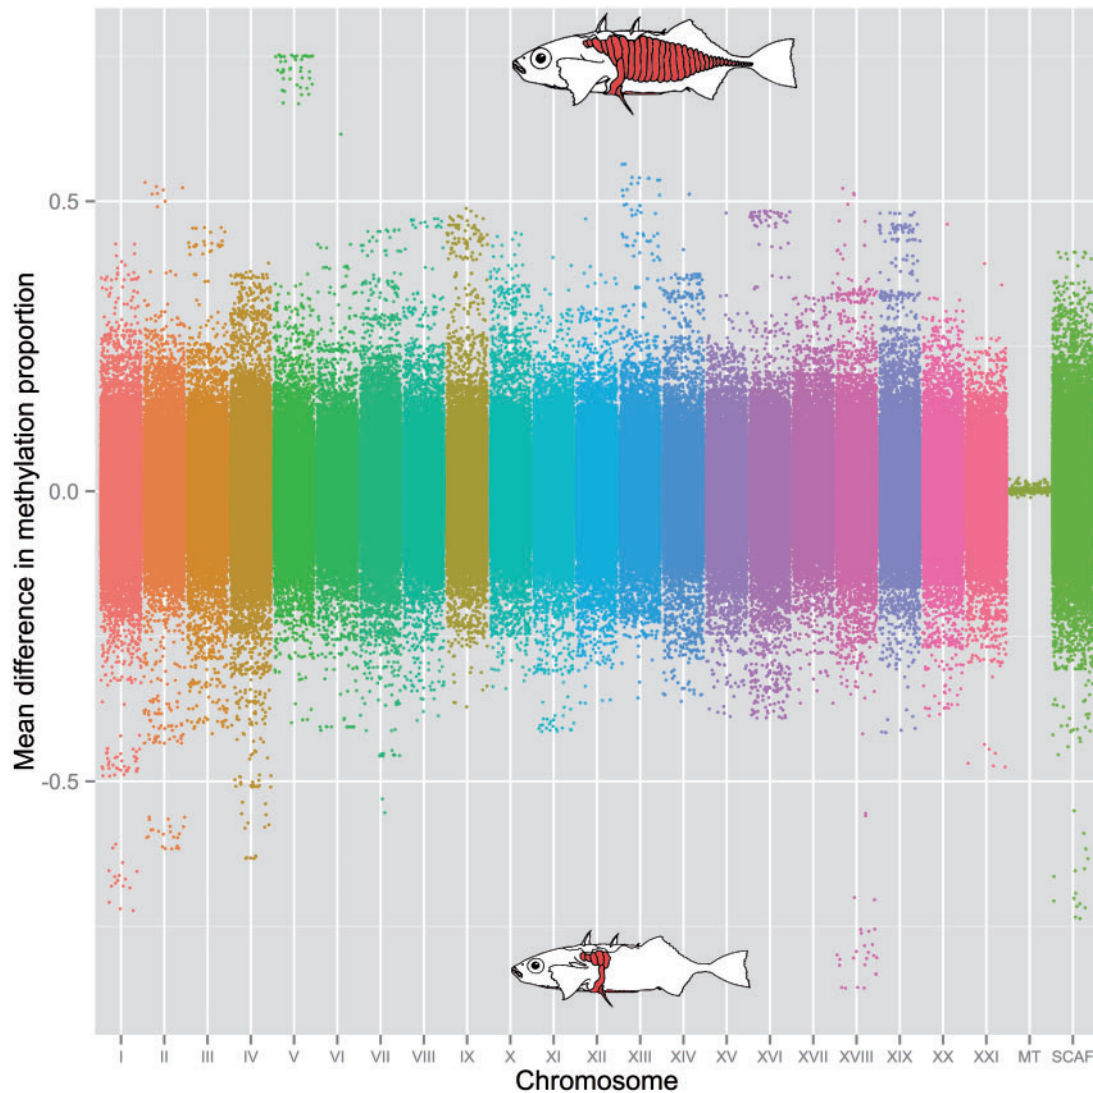 Mean difference in methylation proportion
0.5
0.0
-0.5
I II III IV V VI VII VIII IX X XI XII XIII XIV XV XVI XVII XVIII XIX XX XXI MT SCAF
Chromosome